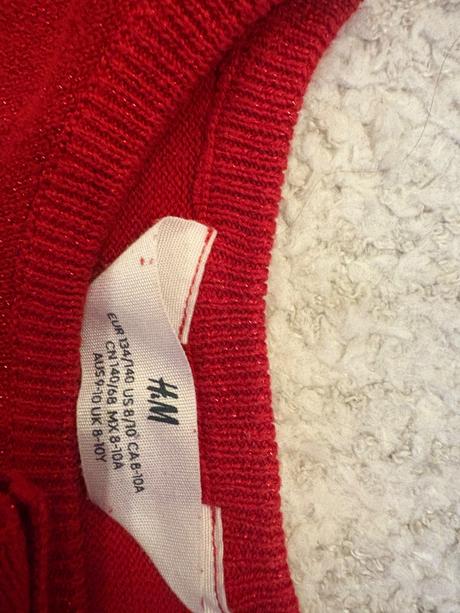 H&M
EUR 134/140 US 8/10 CA 8-10A
CN 140/68 MX 8-10A
AUS 9-10 UK 8-10Y